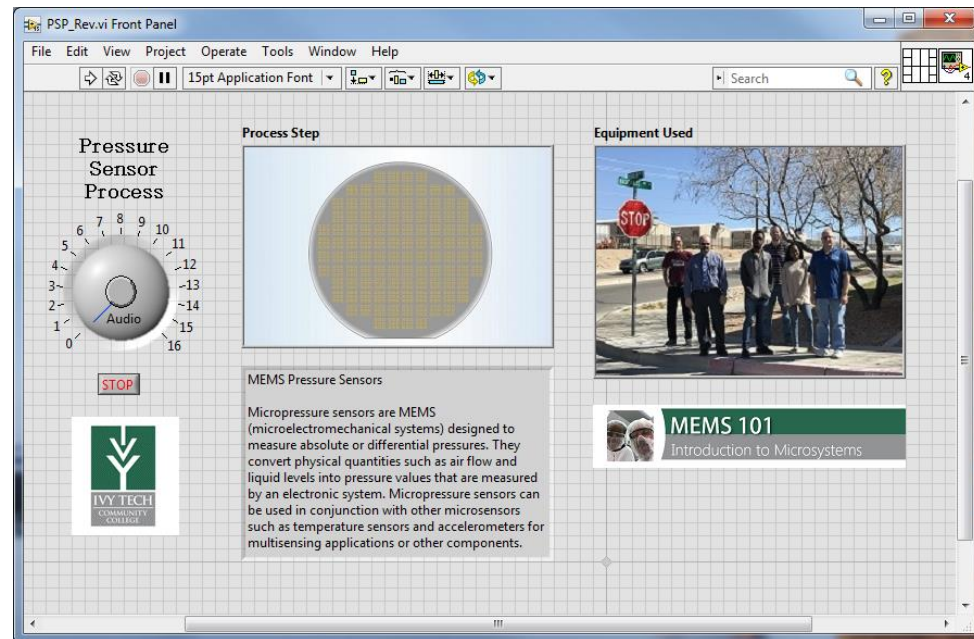 PSP_Rev.vi Front Panel
File Edit View Project Operate Tools Window Help
15pt Application Font
Search
4
Pressure
Sensor
Process
0 1 2 3 4 5 6 7 8 9 10 11 12 13 14 15 16
Audio
STOP
IVY TECH
COMMUNITY
COLLEGE
Process Step
MEMS Pressure Sensors
Micropressure sensors are MEMS
(microelectromechanical systems) designed to
measure absolute or differential pressures. They
convert physical quantities such as air flow and
liquid levels into pressure values that are measured
by an electronic system. Micropressure sensors can
be used in conjunction with other microsensors
such as temperature sensors and accelerometers for
multisensing applications or other components.
Equipment Used
STOP
MEMS 101
Introduction to Microsystems